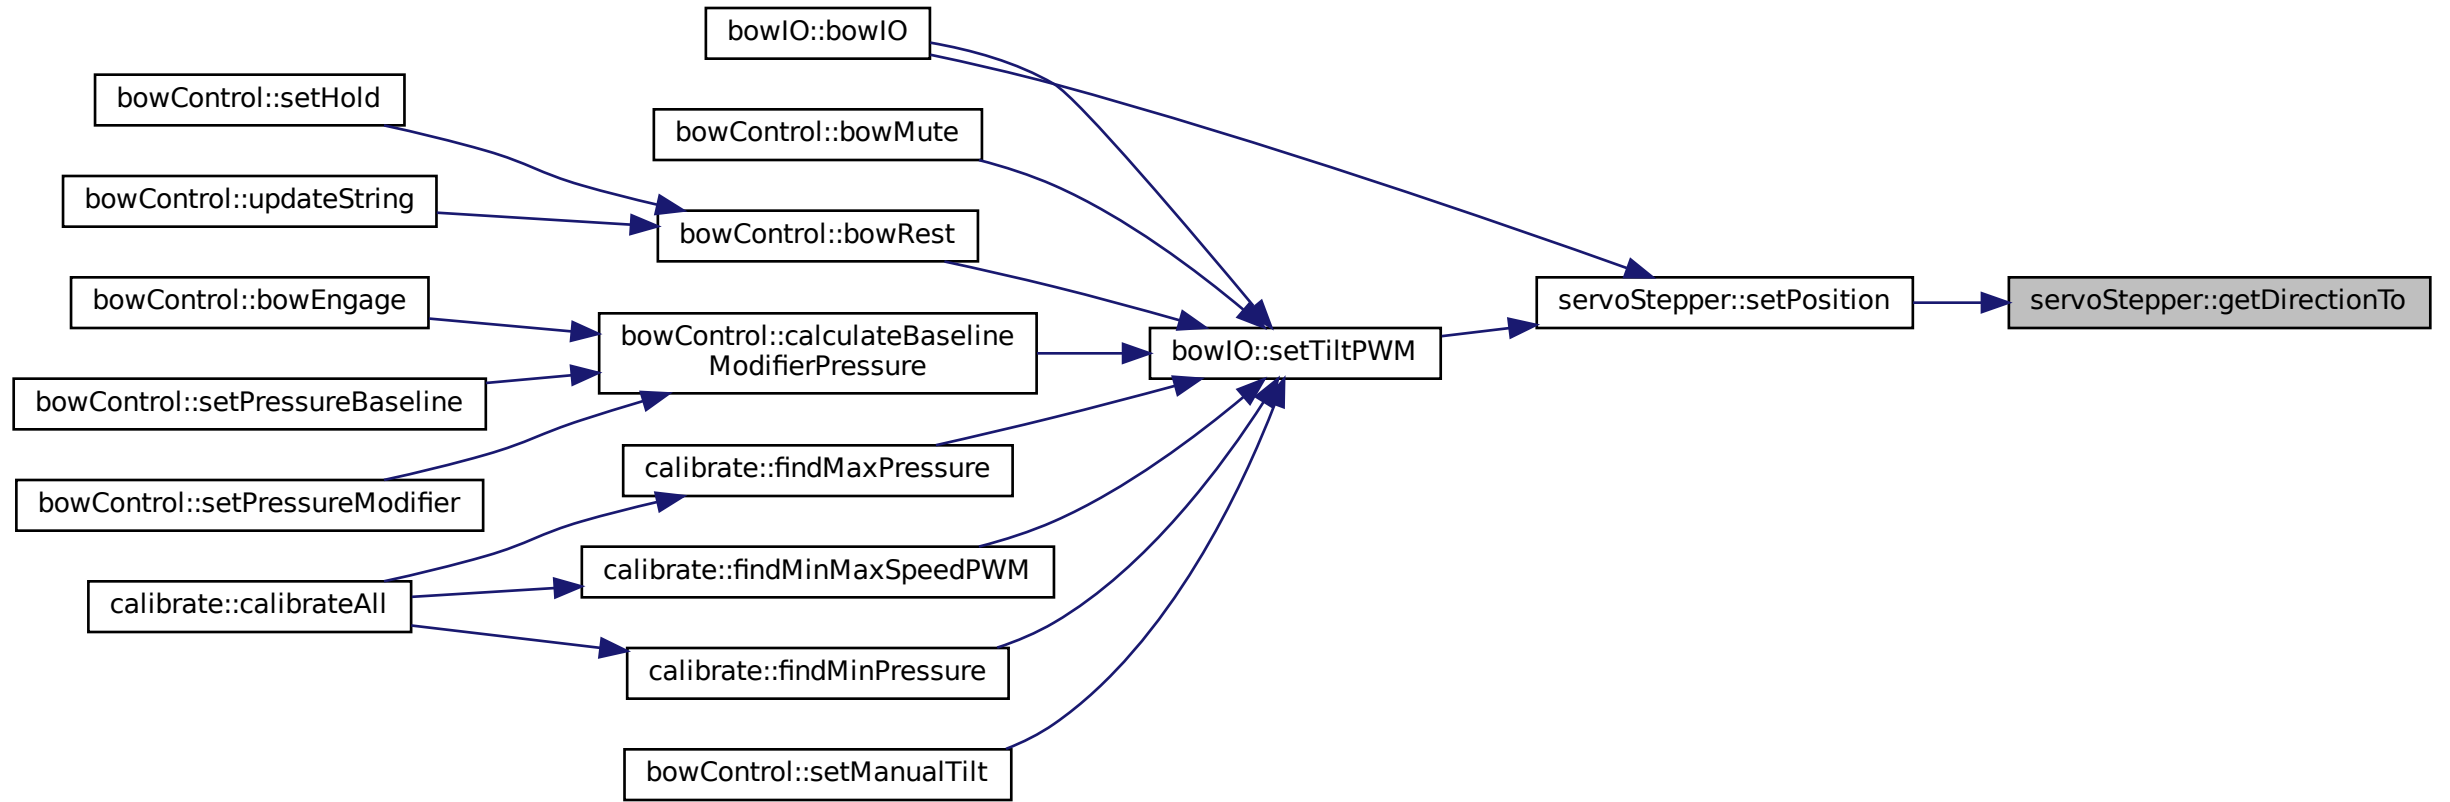 bowIO::bowIO
bowControl::setHold
bowControl::bowMute
bowControl::updateString
bowControl::bowRest
bowControl::bowEngage
servoStepper::setPosition
servoStepper::getDirectionTo
bowControl::calculateBaseline
ModifierPressure
bowIO::setTiltPWM
bowControl::setPressureBaseline
calibrate::findMaxPressure
bowControl::setPressureModifier
calibrate::findMinMaxSpeedPWM
calibrate::calibrateAll
calibrate::findMinPressure
bowControl::setManualTilt